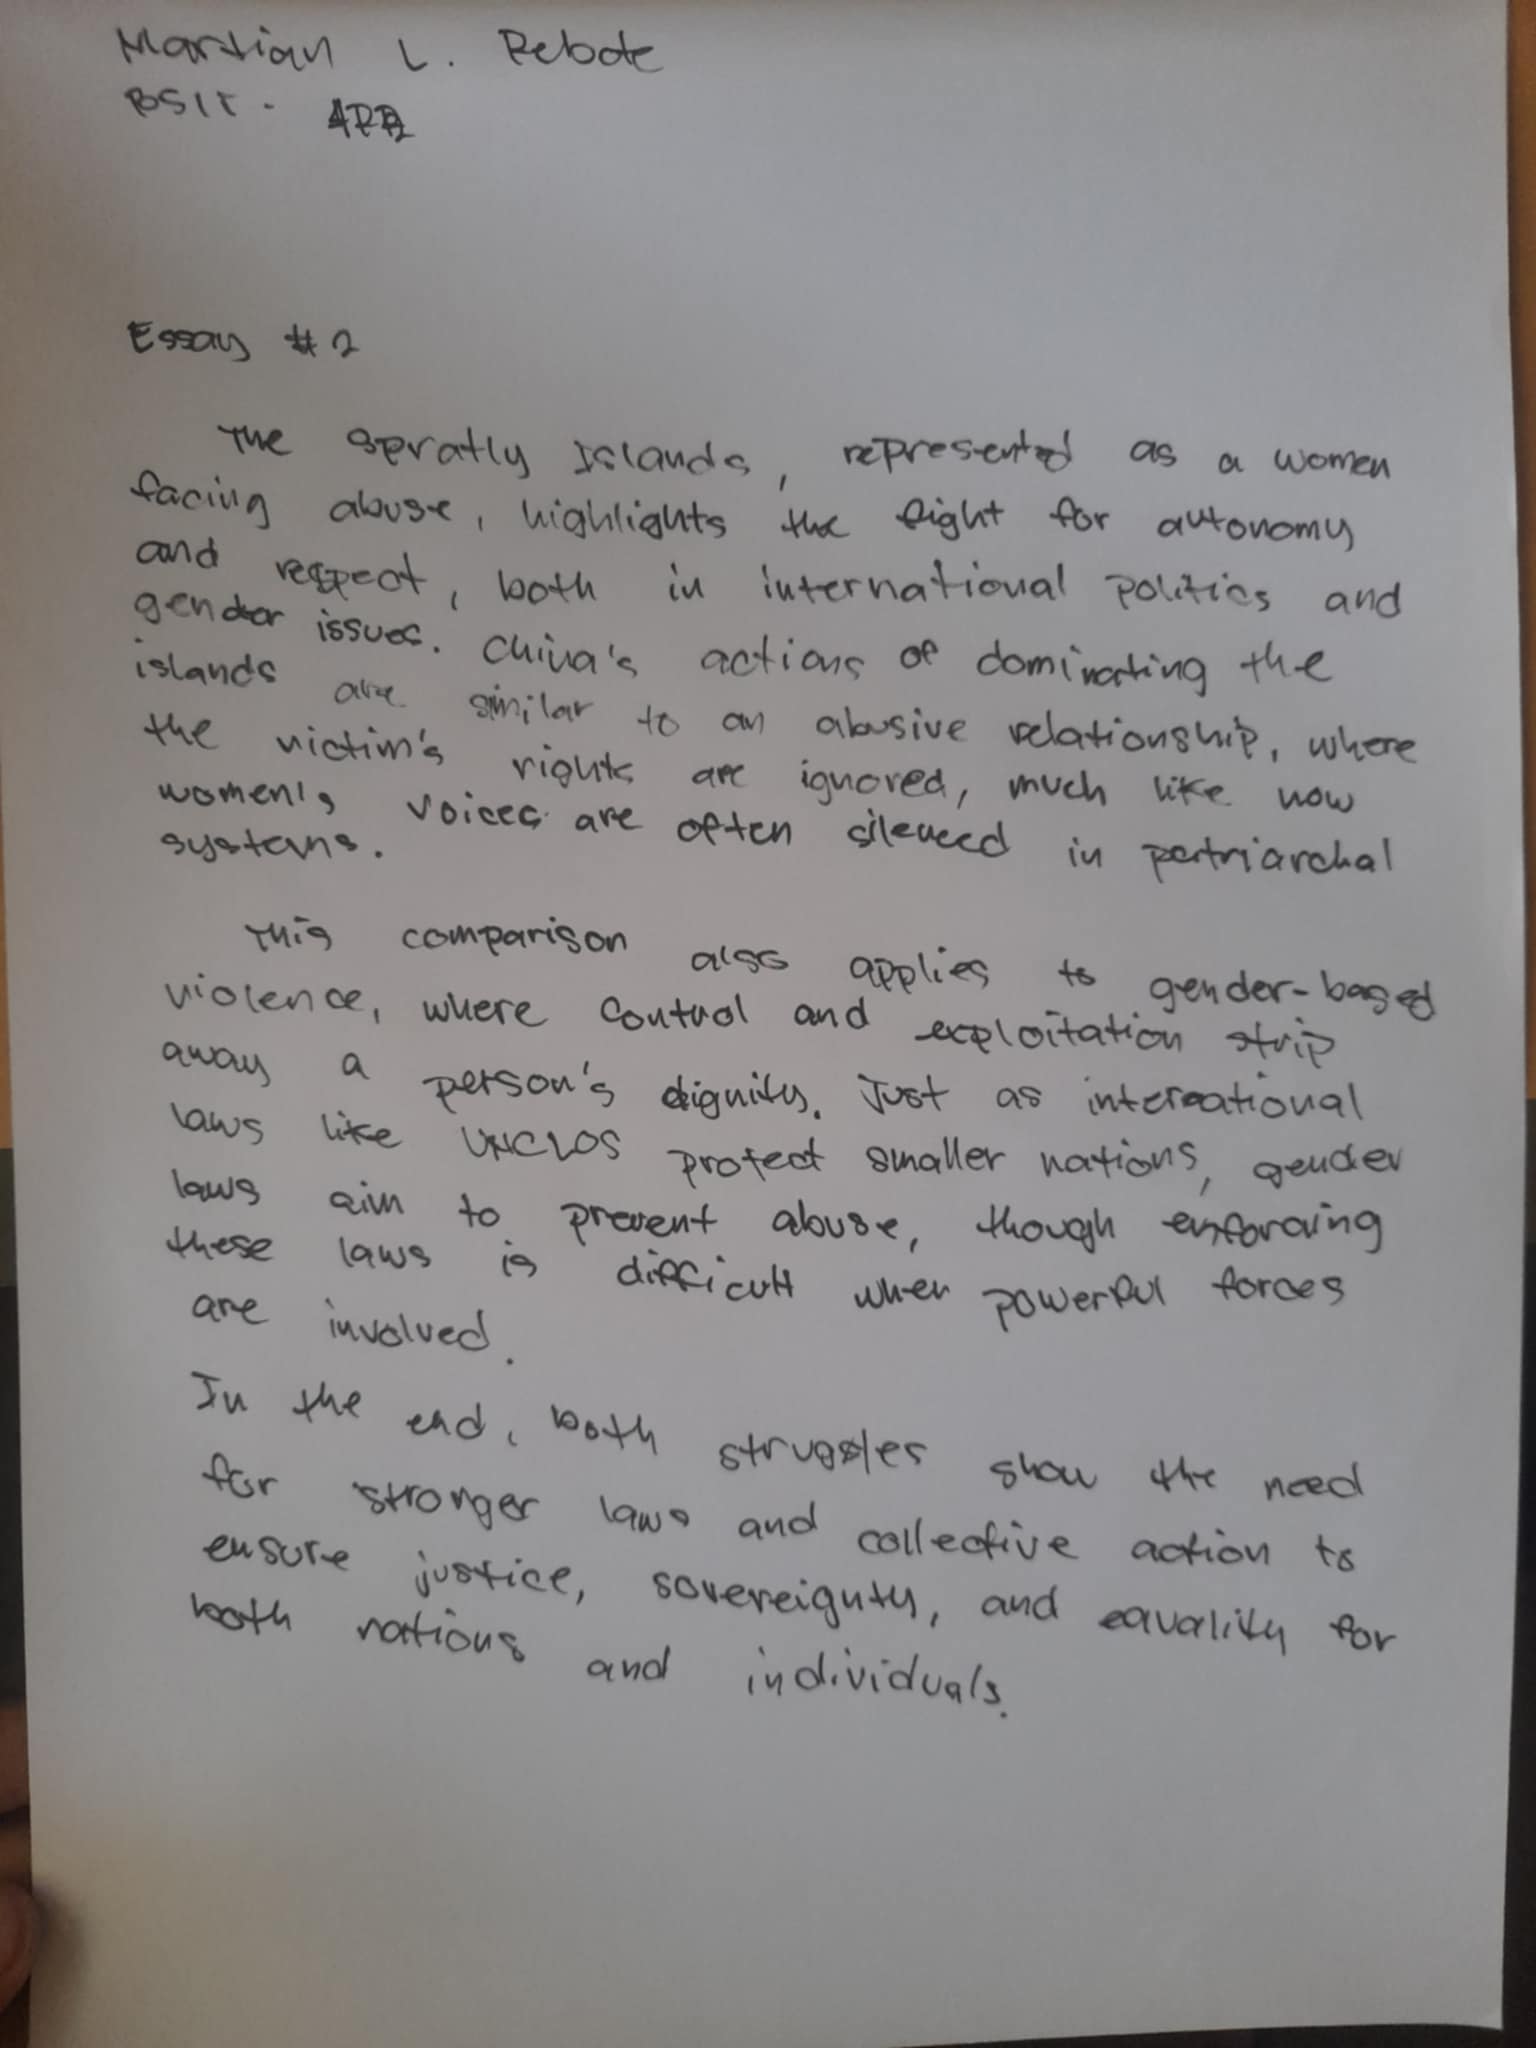 Martian L. Rebote
BSIT -
Essay #2
The Spratly Islands, represented as a women
facing abuse, highlights the fight for autonomy
and respect, both in international politics and
gender issues. China's actions of dominating the
islands are similar to an abusive relationship, where
the victim's rights are ignored, much like how
women's voices are often silenced in patriarchal
systems.
This comparison also applies to gender-based
violence, where control and exploitation strip
away a person's dignity. Just as international
laws like UNCLOS protect smaller nations, gender
laws aim to prevent abuse, though enforcing
these laws is difficult when powerful forces
are involved.
In the end, both struggles show the need
for stronger laws and collective action to
ensure justice, sovereignty, and equality for
both nations and individuals.